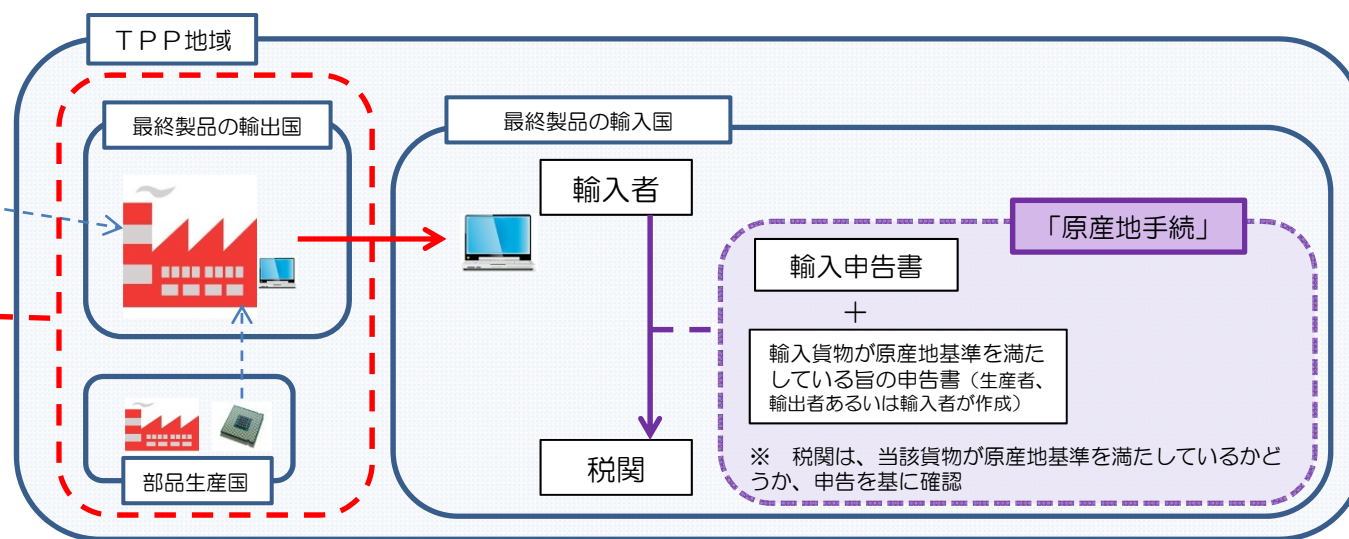 ＴＰＰ地域
最終製品の輸出国
部品生産国
最終製品の輸入国
輸入者
税関
「原産地手続」
輸入申告書
＋
輸入貨物が原産地基準を満た
している旨の申告書（生産者、
輸出者あるいは輸入者が作成）
※　税関は、当該貨物が原産地基準を満たしているかど
うか、申告を基に確認